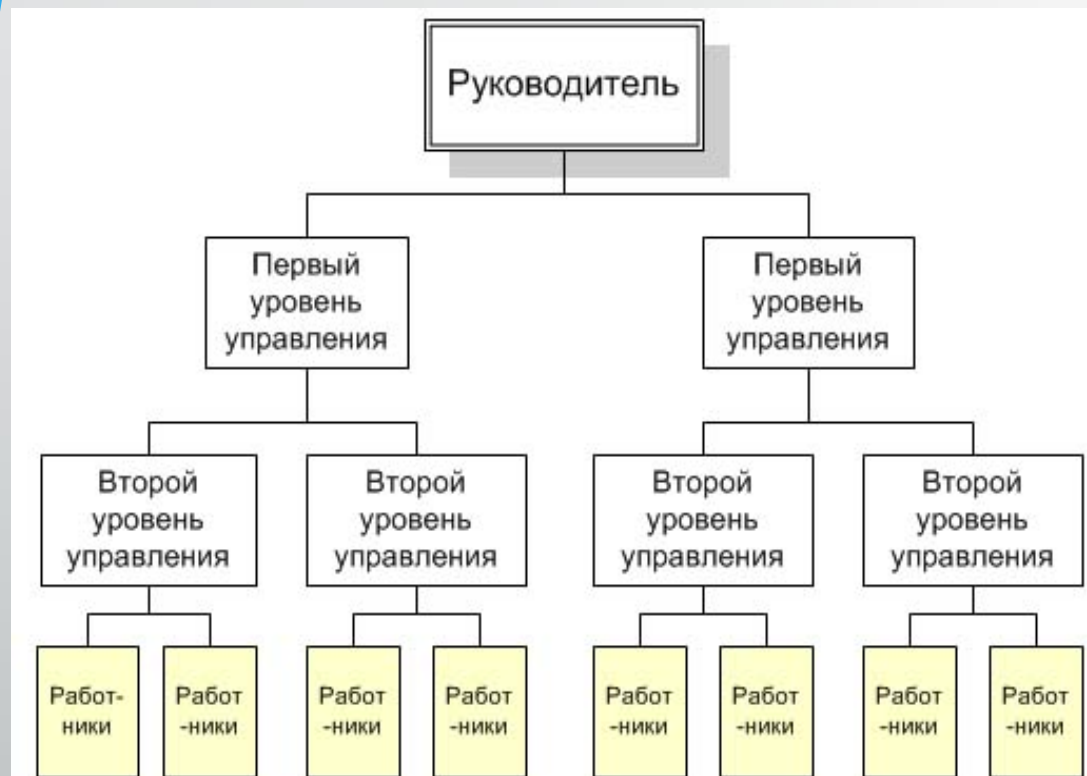 Руководитель
Первый
уровень
управления
Первый
уровень
управления
Второй
уровень
управления
Второй
уровень
управления
Второй
уровень
управления
Второй
уровень
управления
Работ-
ники
Работ
-ники
Работ
-ники
Работ
-ники
Работ
-ники
Работ
-ники
Работ
-ники
Работ
-ники